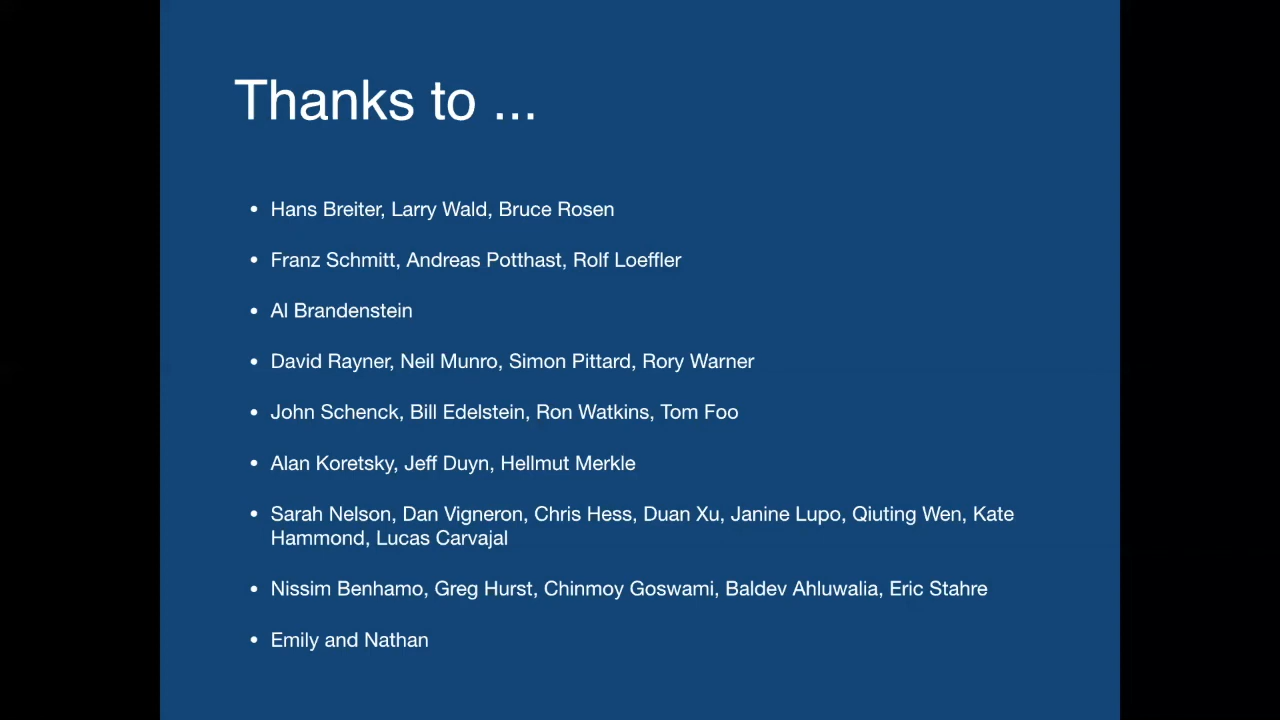 Thanks to ...
• Hans Breiter, Larry Wald, Bruce Rosen
• Franz Schmitt, Andreas Potthast, Rolf Loeffler
• Al Brandenstein
• David Rayner, Neil Munro, Simon Pittard, Rory Warner
• John Schenck, Bill Edelstein, Ron Watkins, Tom Foo
• Alan Koretsky, Jeff Duyn, Hellmut Merkle
• Sarah Nelson, Dan Vigneron, Chris Hess, Duan Xu, Janine Lupo, Qiuting Wen, Kate
Hammond, Lucas Carvajal
• Nissim Benhamo, Greg Hurst, Chinmoy Goswami, Baldev Ahluwalia, Eric Stahre
• Emily and Nathan